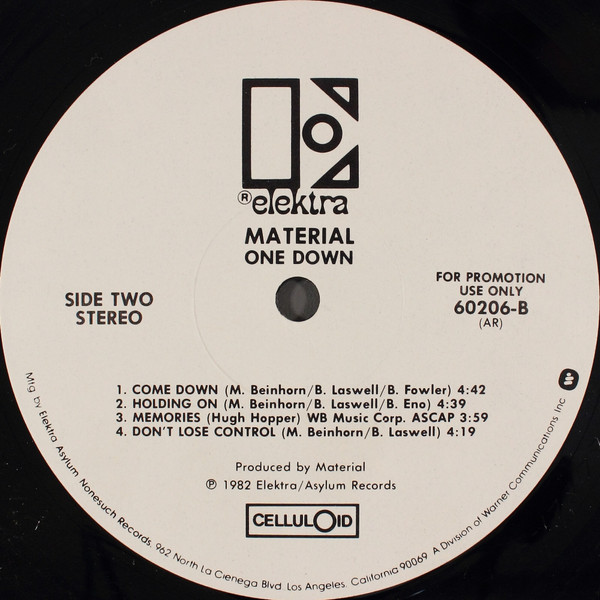 ® elektra
MATERIAL
ONE DOWN
SIDE TWO
STEREO
FOR PROMOTION
USE ONLY
60206-B
(AR)
1. COME DOWN (M. Beinhorn/B. Laswell/B. Fowler) 4:42
2. HOLDING ON (M. Beinhorn/B. Laswell/B. Eno) 4:39
3. MEMORIES (Hugh Hopper) WB Music Corp. ASCAP 3:59
4. DON'T LOSE CONTROL (M. Beinhorn/B. Laswell) 4:19
Produced by Material
℗ 1982 Elektra/Asylum Records
CELLULOID
Mfg. by Elektra Asylum Nonesuch Records, 962 North La Cienega Blvd. Los Angeles, California 90069 A Division of Warner Communications Inc